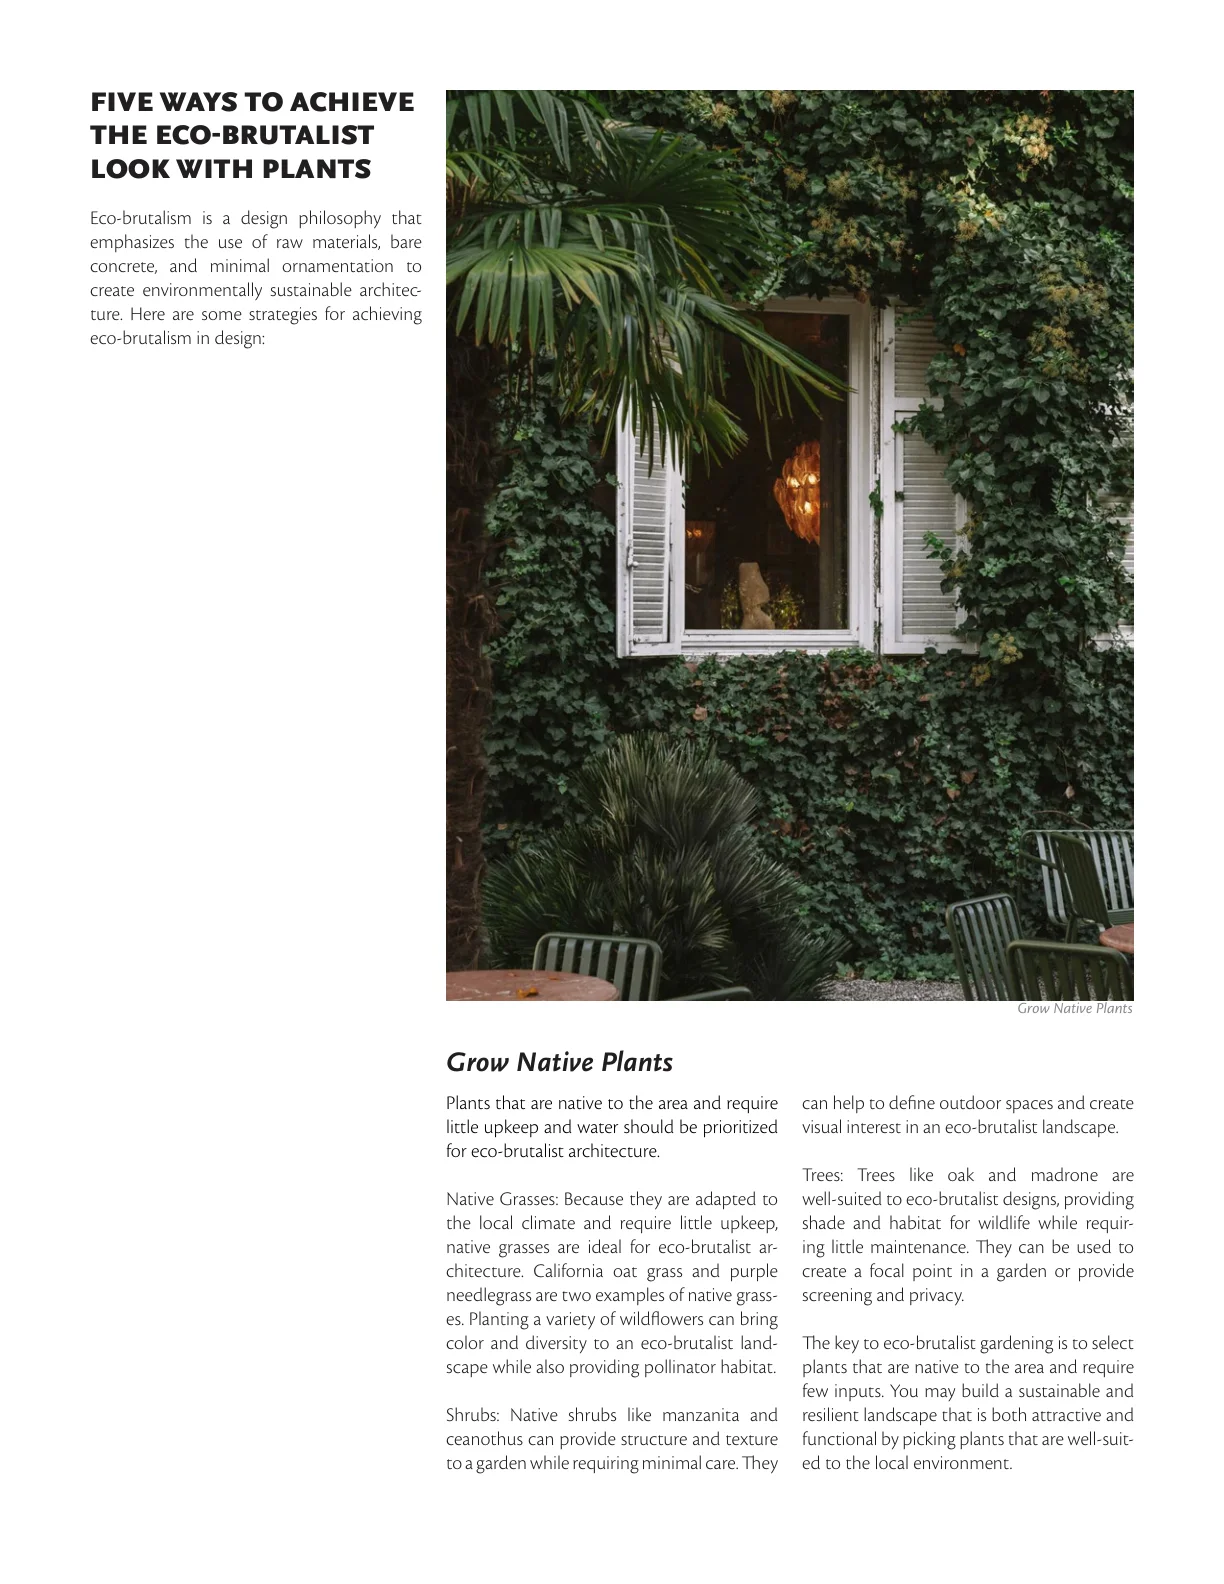 FIVE WAYS TO ACHIEVE
THE ECO-BRUTALIST
LOOK WITH PLANTS
Eco-brutalism is a design philosophy that
emphasizes the use of raw materials, bare
concrete, and minimal ornamentation to
create environmentally sustainable architec-
ture. Here are some strategies for achieving
eco-brutalism in design:
Grow Native Plants
Grow Native Plants
Plants that are native to the area and require
little upkeep and water should be prioritized
for eco-brutalist architecture.
Native Grasses: Because they are adapted to
the local climate and require little upkeep,
native grasses are ideal for eco-brutalist ar-
chitecture. California oat grass and purple
needlegrass are two examples of native grass-
es. Planting a variety of wildflowers can bring
color and diversity to an eco-brutalist land-
scape while also providing pollinator habitat.
Shrubs: Native shrubs like manzanita and
ceanothus can provide structure and texture
to a garden while requiring minimal care. They
can help to define outdoor spaces and create
visual interest in an eco-brutalist landscape.
Trees: Trees like oak and madrone are
well-suited to eco-brutalist designs, providing
shade and habitat for wildlife while requir-
ing little maintenance. They can be used to
create a focal point in a garden or provide
screening and privacy.
The key to eco-brutalist gardening is to select
plants that are native to the area and require
few inputs. You may build a sustainable and
resilient landscape that is both attractive and
functional by picking plants that are well-suit-
ed to the local environment.